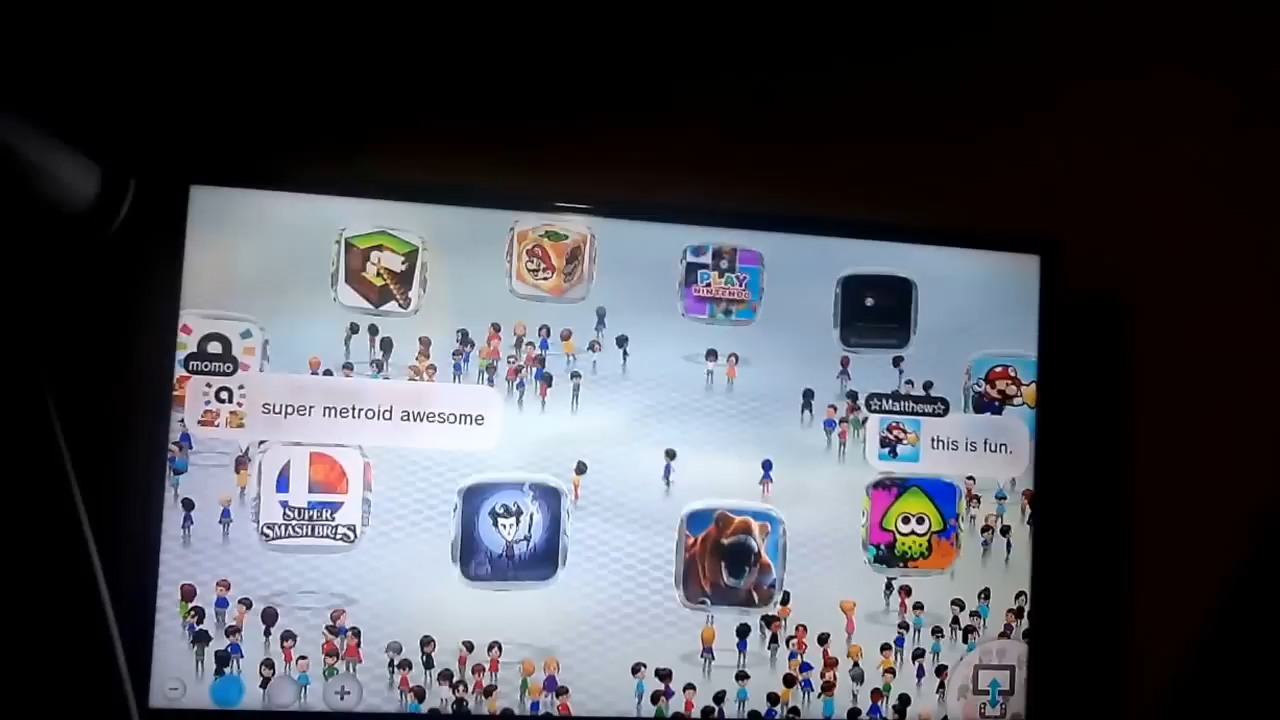 PLAY
NINTENDO
momo
super metroid awesome
☆Matthew☆
this is fun.
SUPER
SMASH BROS